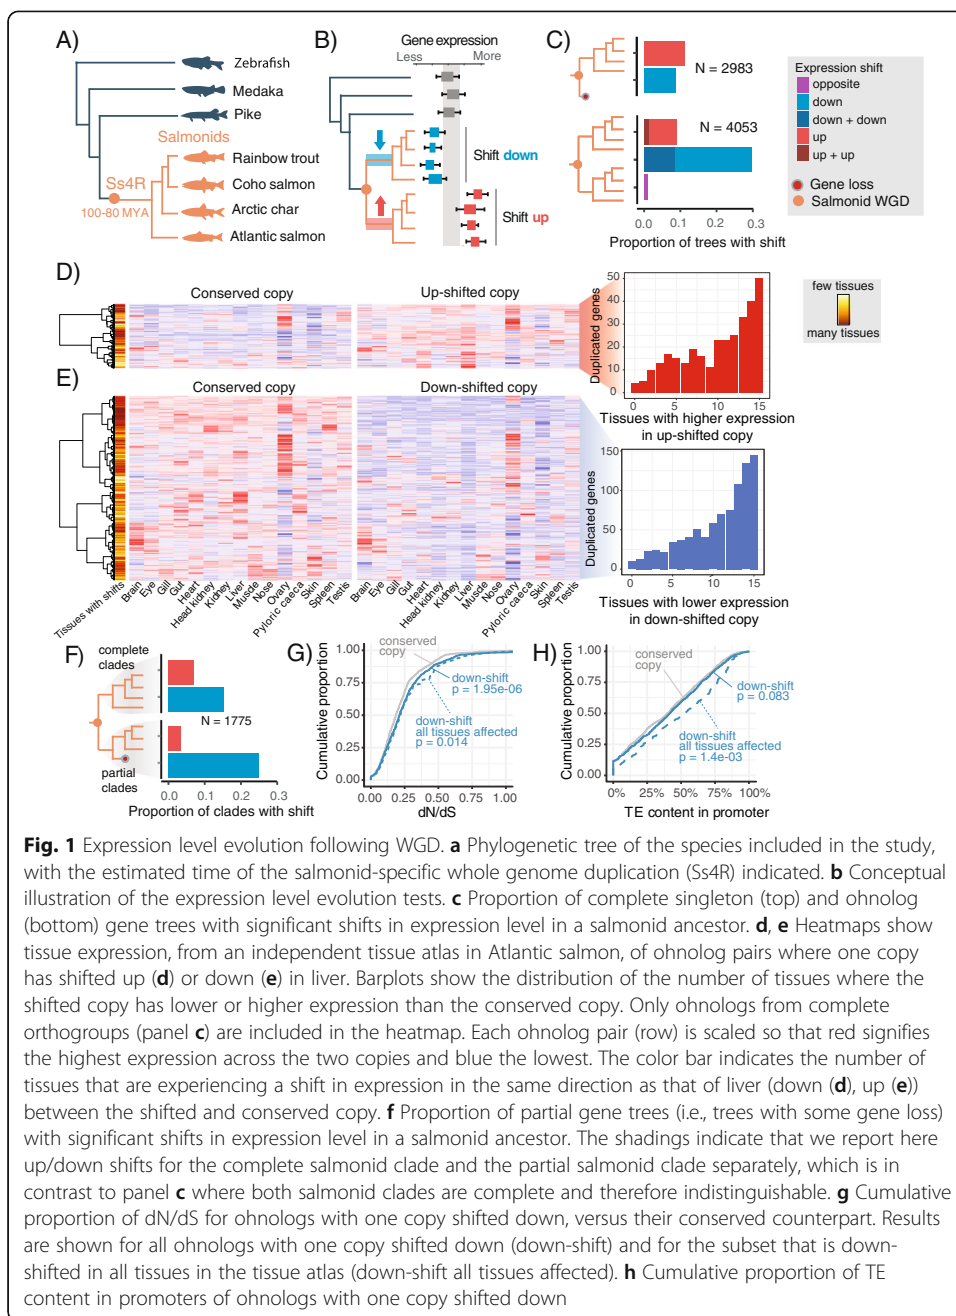 A)
Zebrafish
Medaka
Pike
Salmonids
Rainbow trout
Ss4R
Coho salmon
100-80 MYA
Arctic char
Atlantic salmon
B)
Gene expression
Less
More
Shift down
Shift up
C)
N = 2983
N = 4053
0.0
0.1
0.2
0.3
Proportion of trees with shift
Expression shift
opposite
down
down + down
up
up + up
Gene loss
Salmonid WGD
D)
Conserved copy
Up-shifted copy
50
40
30
20
10
0
Duplicated genes
0
5
10
15
Tissues with higher expression
in up-shifted copy
few tissues
many tissues
E)
Conserved copy
Down-shifted copy
150
100
50
0
Duplicated genes
0
5
10
15
Tissues with lower expression
in down-shifted copy
Tissues with shifts
Brain
Eye
Gill
Gut
Heart
Head kidney
Kidney
Liver
Muscle
Nose
Ovary
Pyloric caeca
Skin
Spleen
Testis
Brain
Eye
Gill
Gut
Heart
Head kidney
Kidney
Liver
Muscle
Nose
Ovary
Pyloric caeca
Skin
Spleen
Testis
F)
complete
clades
N = 1775
partial
clades
0.0
0.1
0.2
0.3
Proportion of clades with shift
G)
Cumulative proportion
1.00
0.75
0.50
0.25
0.00
conserved
copy
down-shift
p = 1.95e-06
down-shift
all tissues affected
p = 0.014
0.00
0.25
0.50
0.75
1.00
dN/dS
H)
Cumulative proportion
1.00
0.75
0.50
0.25
0.00
conserved
copy
down-shift
p = 0.083
down-shift
all tissues affected
p = 1.4e-03
0%
25%
50%
75%
100%
TE content in promoter
Fig. 1 Expression level evolution following WGD. a Phylogenetic tree of the species included in the study,
with the estimated time of the salmonid-specific whole genome duplication (Ss4R) indicated. b Conceptual
illustration of the expression level evolution tests. c Proportion of complete singleton (top) and ohnolog
(bottom) gene trees with significant shifts in expression level in a salmonid ancestor. d, e Heatmaps show
tissue expression, from an independent tissue atlas in Atlantic salmon, of ohnolog pairs where one copy
has shifted up (d) or down (e) in liver. Barplots show the distribution of the number of tissues where the
shifted copy has lower or higher expression than the conserved copy. Only ohnologs from complete
orthogroups (panel c) are included in the heatmap. Each ohnolog pair (row) is scaled so that red signifies
the highest expression across the two copies and blue the lowest. The color bar indicates the number of
tissues that are experiencing a shift in expression in the same direction as that of liver (down (d), up (e))
between the shifted and conserved copy. f Proportion of partial gene trees (i.e., trees with some gene loss)
with significant shifts in expression level in a salmonid ancestor. The shadings indicate that we report here
up/down shifts for the complete salmonid clade and the partial salmonid clade separately, which is in
contrast to panel c where both salmonid clades are complete and therefore indistinguishable. g Cumulative
proportion of dN/dS for ohnologs with one copy shifted down, versus their conserved counterpart. Results
are shown for all ohnologs with one copy shifted down (down-shift) and for the subset that is down-
shifted in all tissues in the tissue atlas (down-shift all tissues affected). h Cumulative proportion of TE
content in promoters of ohnologs with one copy shifted down